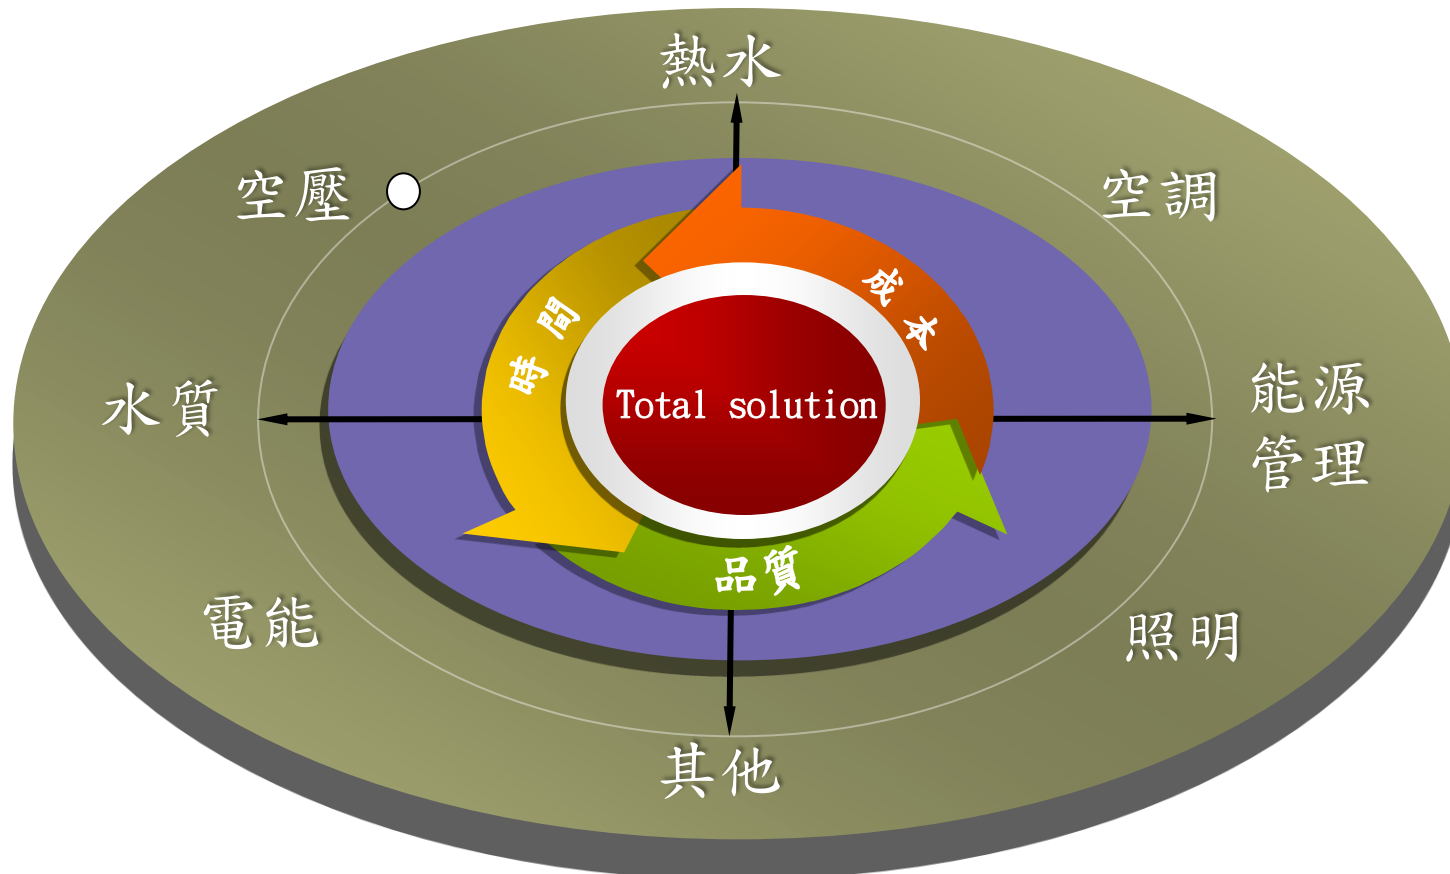 熱水
空壓
空調
成本
時間
水質
Total solution
能源
管理
品質
電能
照明
其他